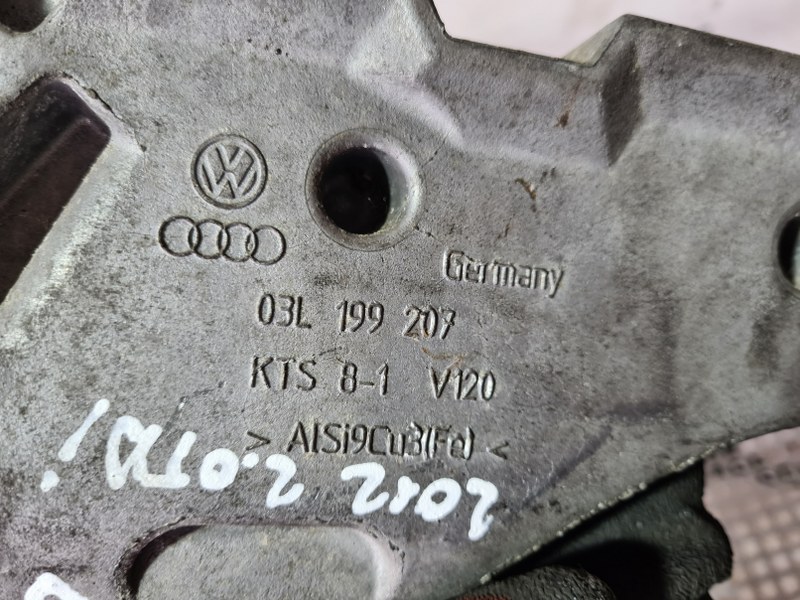 Germany
03L 199 207
KTS 8-1 V120
> AlSi9Cu3(Fe) <
2012 2.0TDI